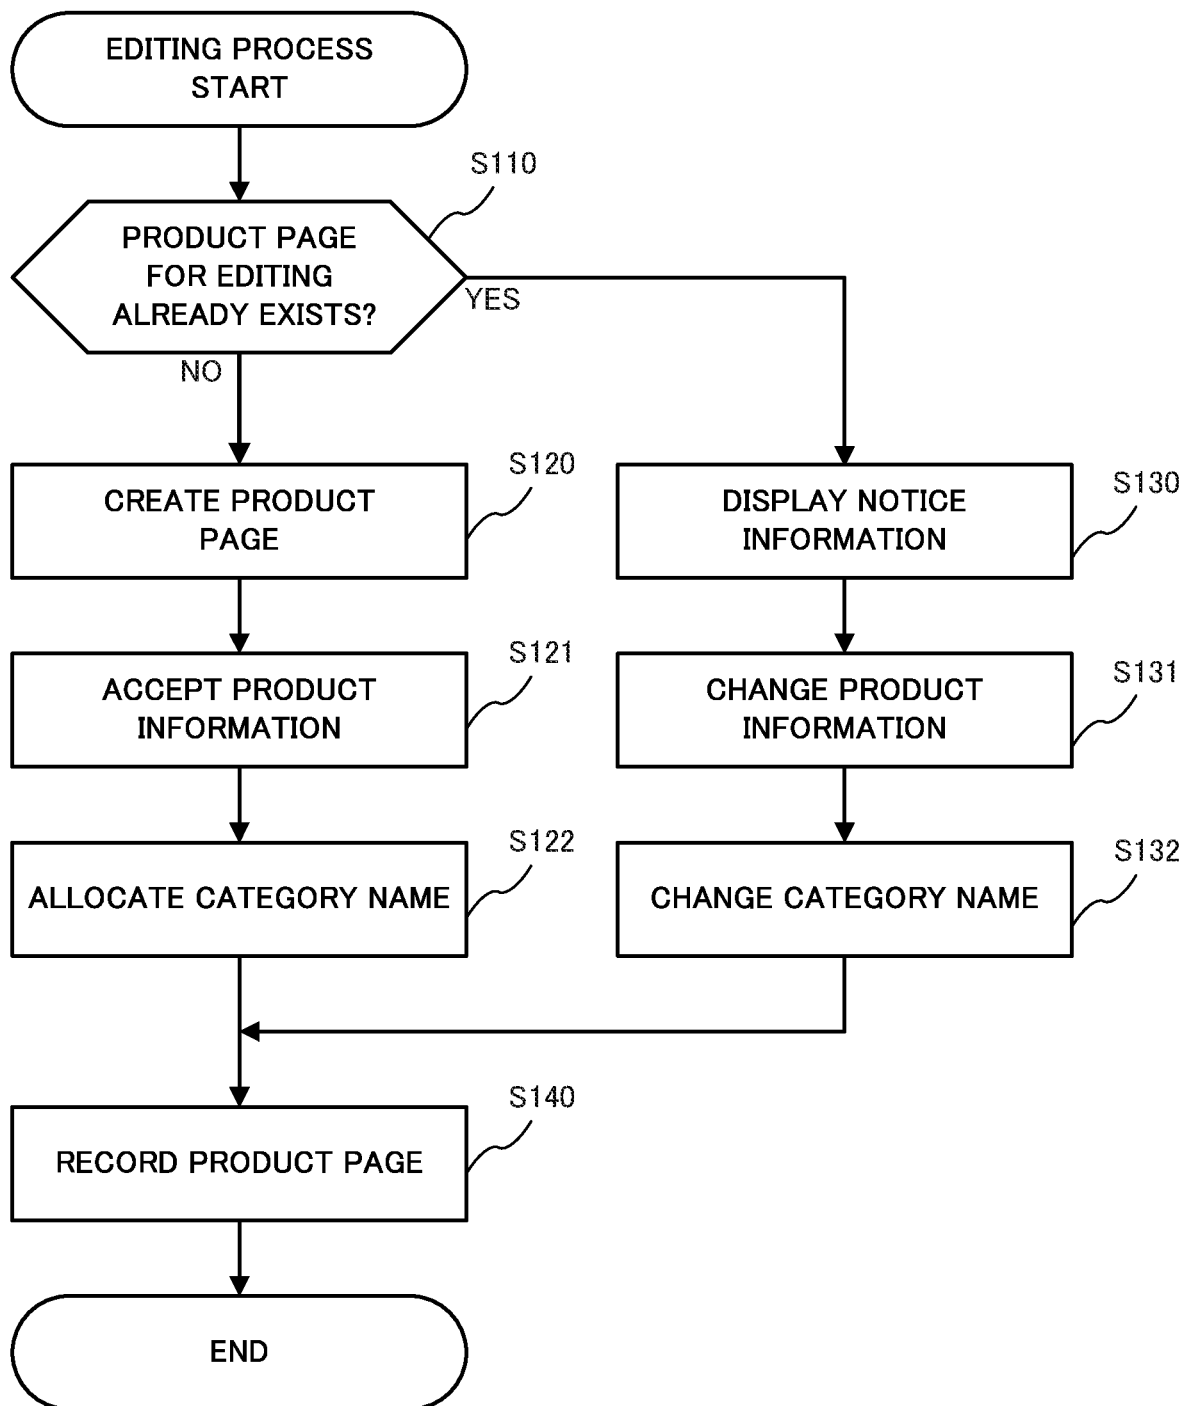 EDITING PROCESS
START
S110
PRODUCT PAGE
FOR EDITING
ALREADY EXISTS?
YES
NO
S120
CREATE PRODUCT
PAGE
S130
DISPLAY NOTICE
INFORMATION
S121
ACCEPT PRODUCT
INFORMATION
S131
CHANGE PRODUCT
INFORMATION
S122
ALLOCATE CATEGORY NAME
S132
CHANGE CATEGORY NAME
S140
RECORD PRODUCT PAGE
END